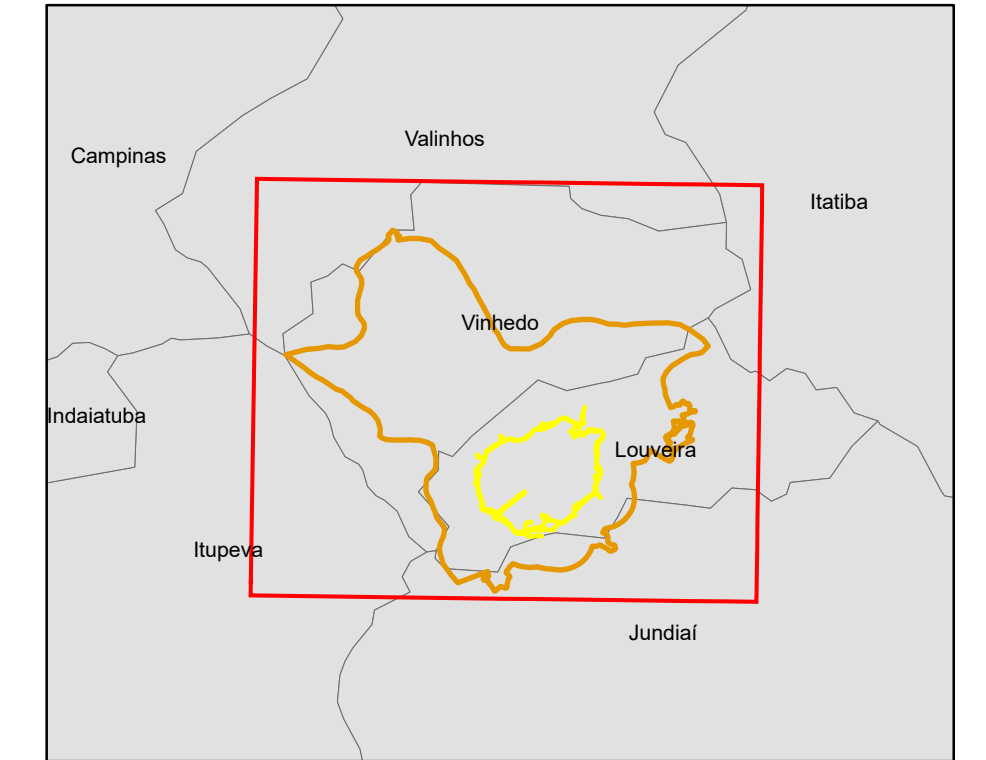 Valinhos
Campinas
Itatiba
Vinhedo
Indaiatuba
Louveira
Itupeva
Jundiaí